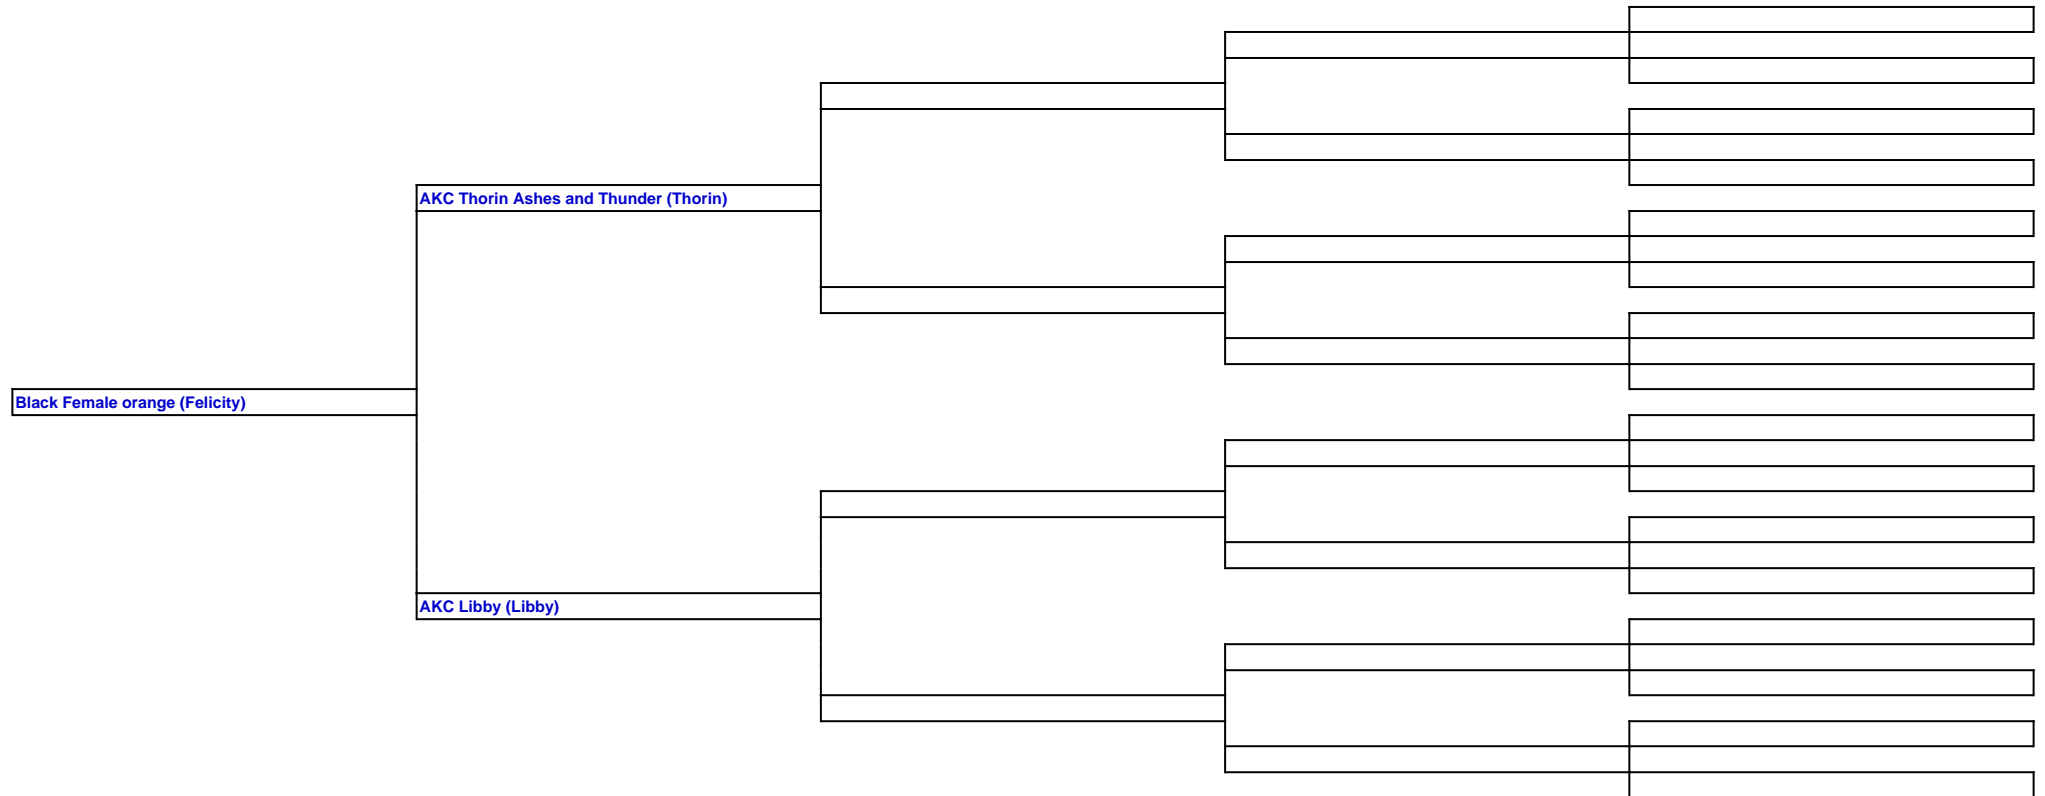 AKC Thorin Ashes and Thunder (Thorin)
Black Female orange (Felicity)
AKC Libby (Libby)